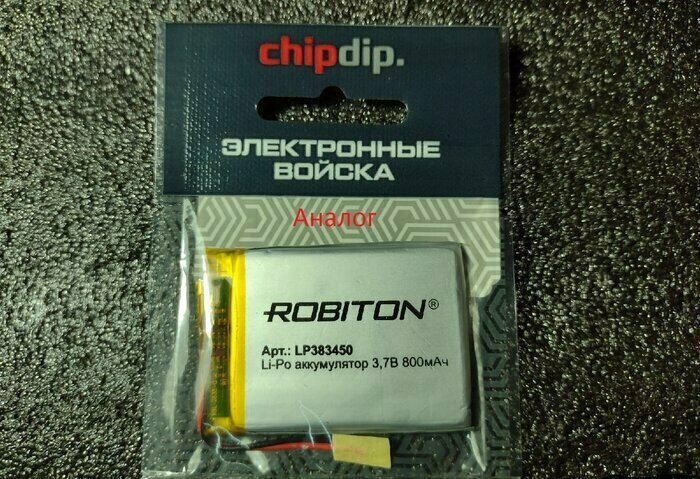 chipdip.
ЭЛЕКТРОННЫЕ
ВОЙСКА
Аналог
ROBITON®
Арт.: LP383450
Li-Po аккумулятор 3,7В 800мАч